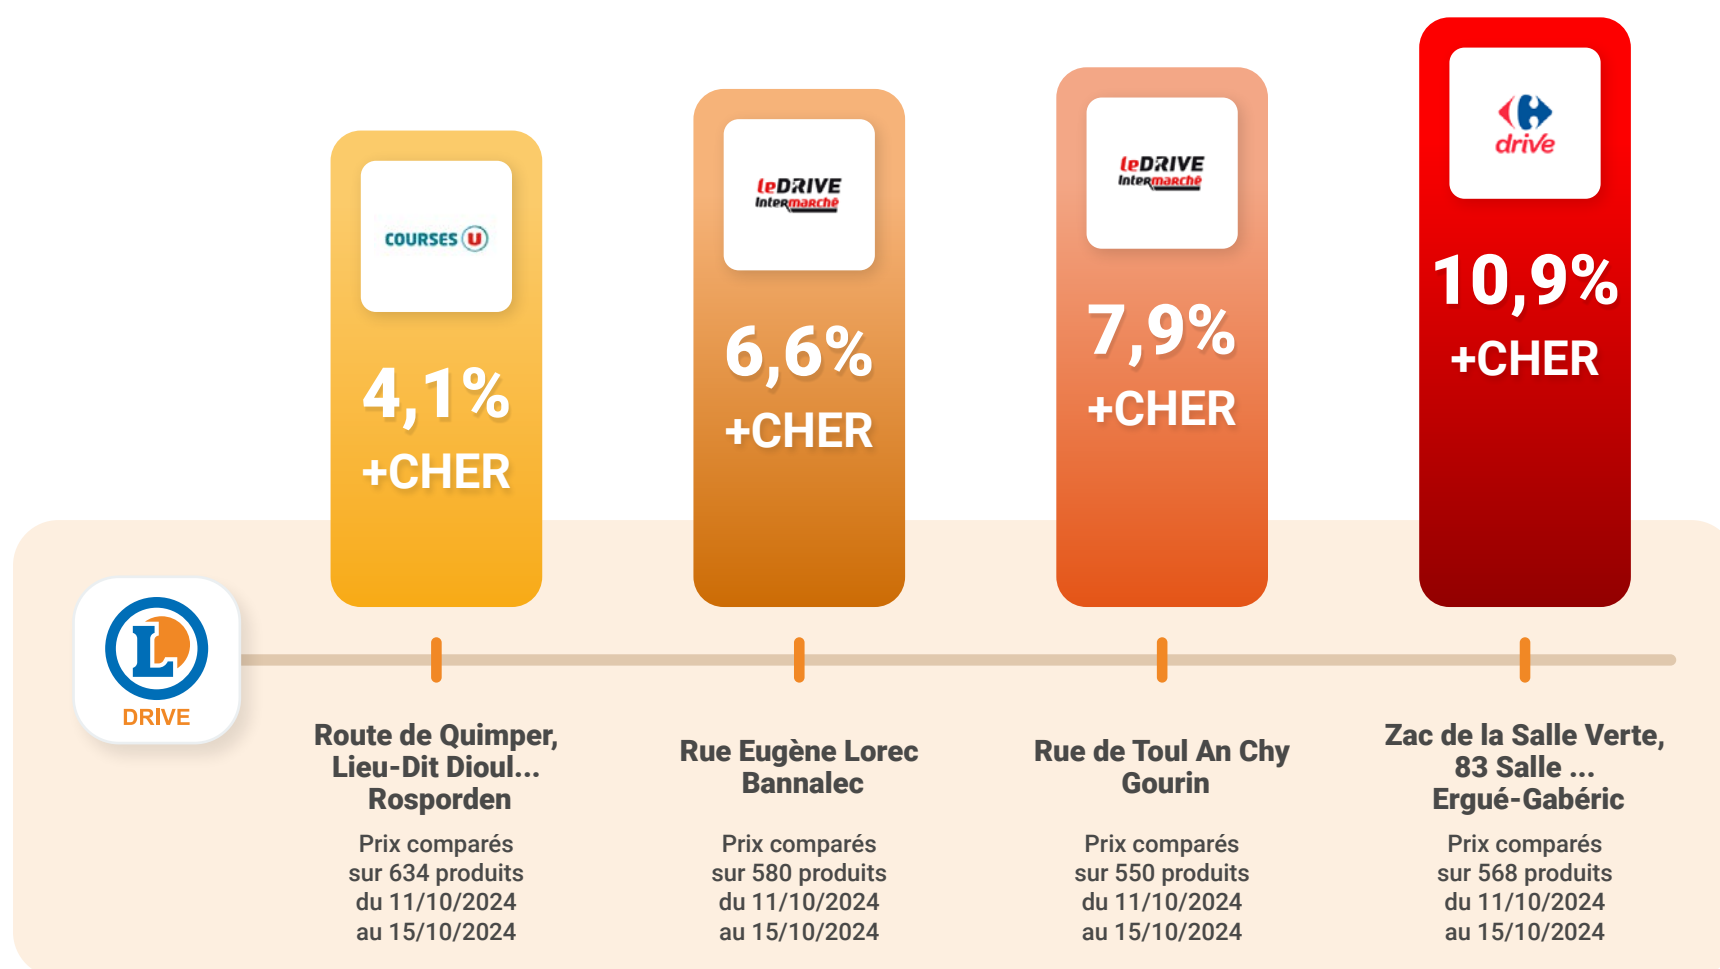 COURSES U
4,1%
+CHER
leDRIVE
Intermarché
6,6%
+CHER
leDRIVE
Intermarché
7,9%
+CHER
drive
10,9%
+CHER
L
DRIVE
Route de Quimper,
Lieu-Dit Dioul...
Rosporden
Prix comparés
sur 634 produits
du 11/10/2024
au 15/10/2024
Rue Eugène Lorec
Bannalec
Prix comparés
sur 580 produits
du 11/10/2024
au 15/10/2024
Rue de Toul An Chy
Gourin
Prix comparés
sur 550 produits
du 11/10/2024
au 15/10/2024
Zac de la Salle Verte,
83 Salle ...
Ergué-Gabéric
Prix comparés
sur 568 produits
du 11/10/2024
au 15/10/2024